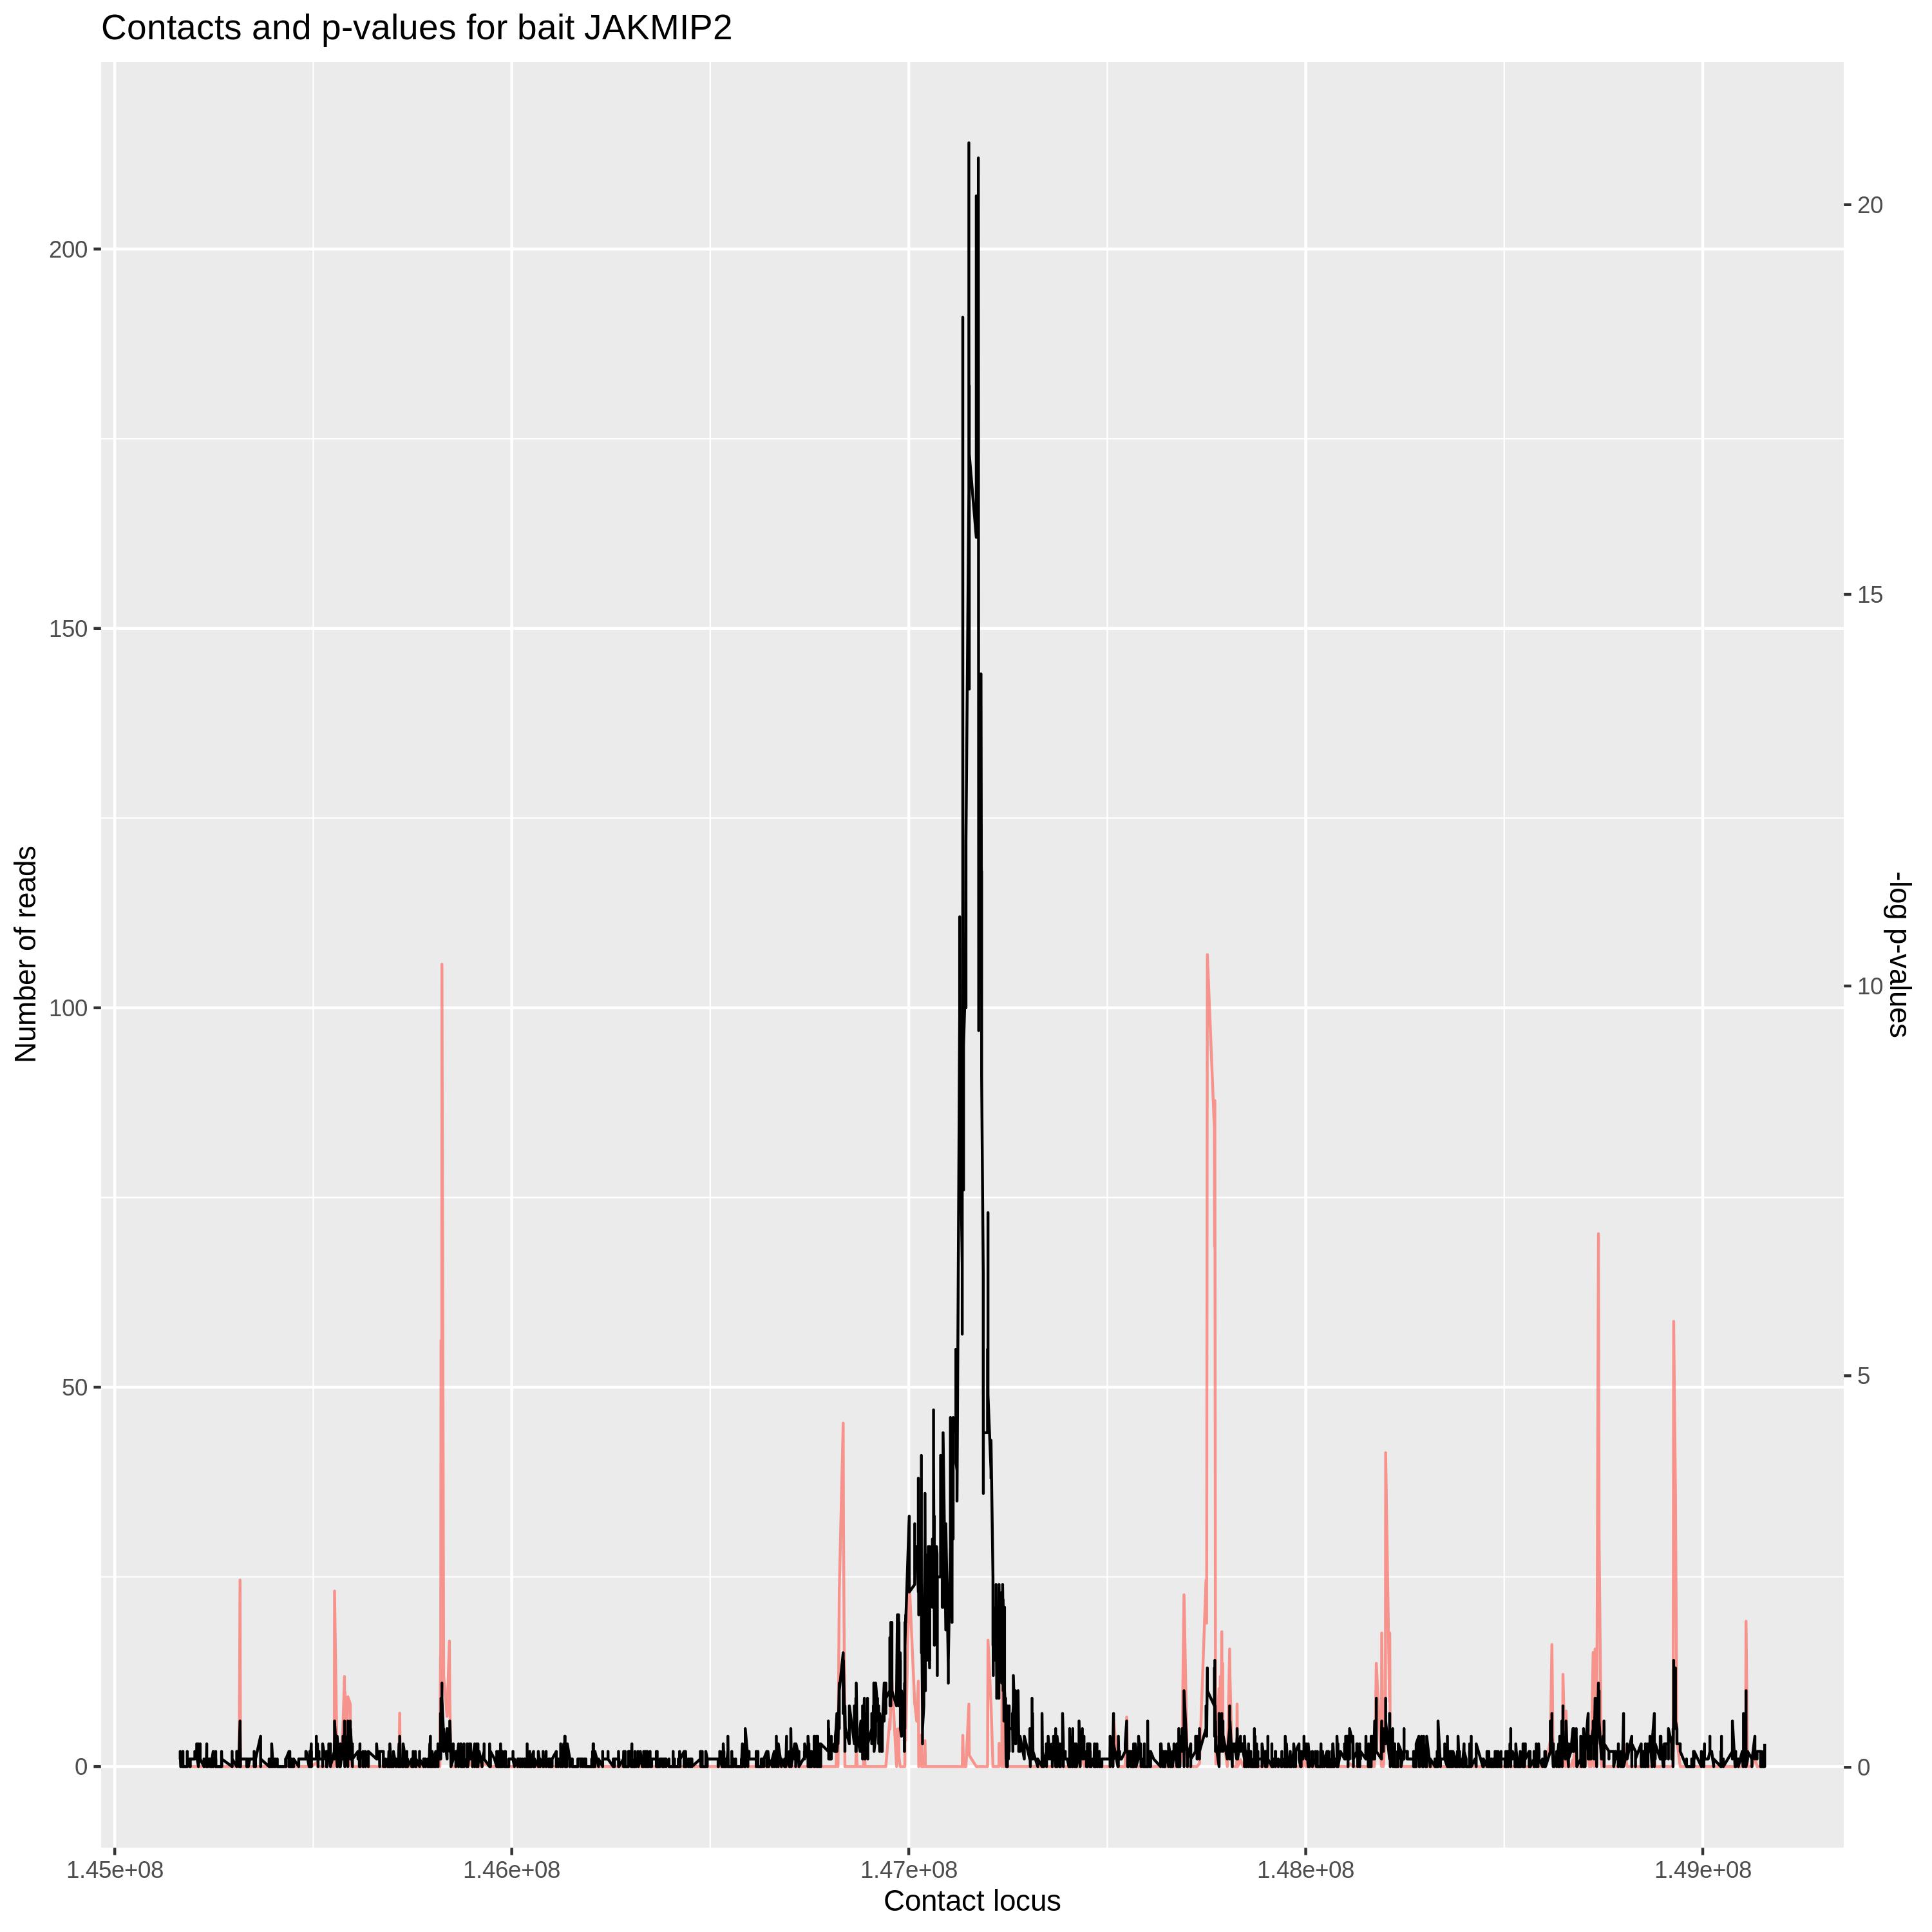 Contacts and p-values for bait JAKMIP2
200
150
100
50
0
20
15
10
5
0
Number of reads
-log p-values
1.45e+08 1.46e+08 1.47e+08 1.48e+08 1.49e+08
Contact locus